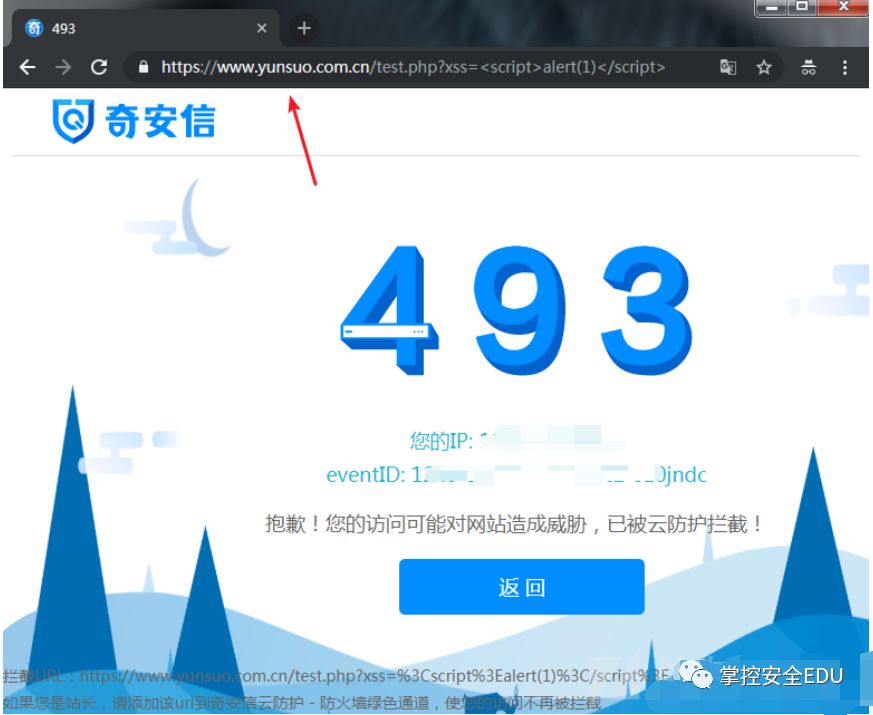 493
https://www.yunsuo.com.cn/test.php?xss=<script>alert(1)</script>
奇安信
493
您的IP:
eventID:
抱歉！您的访问可能对网站造成威胁，已被云防护拦截！
返回
拦截URL：https://www.yunsuo.com.cn/test.php?xss=%3Cscript%3Ealert(1)%3C/script%3E
如果您是站长，请添加该url到奇安信云防护 - 防火墙绿色通道，使您的访问不再被拦截
掌控安全EDU